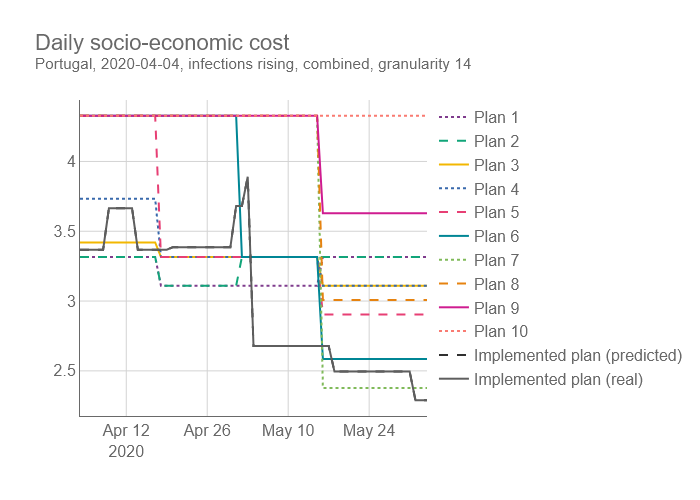 Daily socio-economic cost
Portugal, 2020-04-04, infections rising, combined, granularity 14
4
3.5
3
2.5
Apr 12
2020
Apr 26
May 10
May 24
Plan 1
Plan 2
Plan 3
Plan 4
Plan 5
Plan 6
Plan 7
Plan 8
Plan 9
Plan 10
Implemented plan (predicted)
Implemented plan (real)